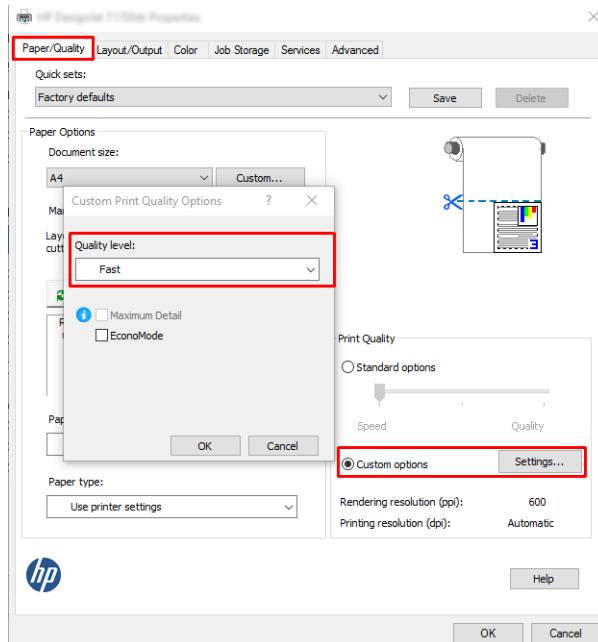 HP DesignJet T1700dr Properties
Paper/Quality Layout/Output Color Job Storage Services Advanced
Quick sets:
Factory defaults
Save Delete
Paper Options
Document size:
A4
Custom...
Custom Print Quality Options ? ×
Quality level:
Fast
Maximum Detail
EconoMode
OK Cancel
Print Quality
Standard options
Speed Quality
Custom options Settings...
Paper type:
Use printer settings
Rendering resolution (ppi): 600
Printing resolution (dpi): Automatic
hp
Help
OK Cancel